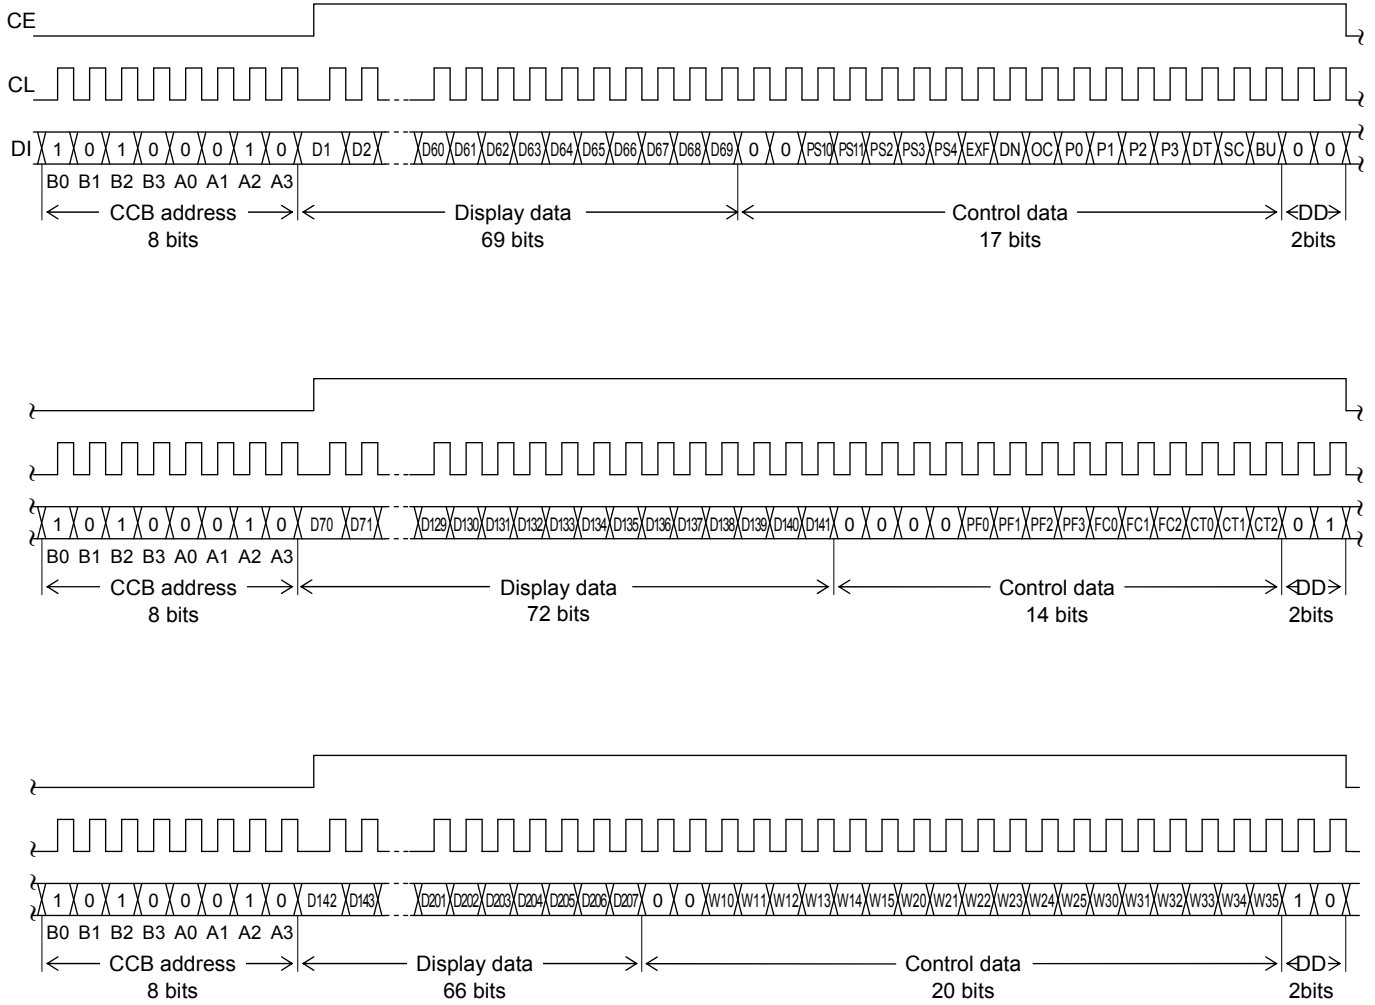 CE
CL
DI 1 0 1 0 0 0 1 0 D1 D2 D60 D61 D62 D63 D64 D65 D66 D67 D68 D69 0 0 PS10 PS11 PS2 PS3 PS4 EXF DN OC P0 P1 P2 P3 DT SC BU 0 0
B0 B1 B2 B3 A0 A1 A2 A3
CCB address Display data Control data DD
8 bits 69 bits 17 bits 2bits
1 0 1 0 0 0 1 0 D70 D71 D129 D130 D131 D132 D133 D134 D135 D136 D137 D138 D139 D140 D141 0 0 0 0 PF0 PF1 PF2 PF3 FC0 FC1 FC2 CT0 CT1 CT2 0 1
B0 B1 B2 B3 A0 A1 A2 A3
CCB address Display data Control data DD
8 bits 72 bits 14 bits 2bits
1 0 1 0 0 0 1 0 D142 D143 D201 D202 D203 D204 D205 D206 D207 0 0 W10 W11 W12 W13 W14 W15 W20 W21 W22 W23 W24 W25 W30 W31 W32 W33 W34 W35 1 0
B0 B1 B2 B3 A0 A1 A2 A3
CCB address Display data Control data DD
8 bits 66 bits 20 bits 2bits